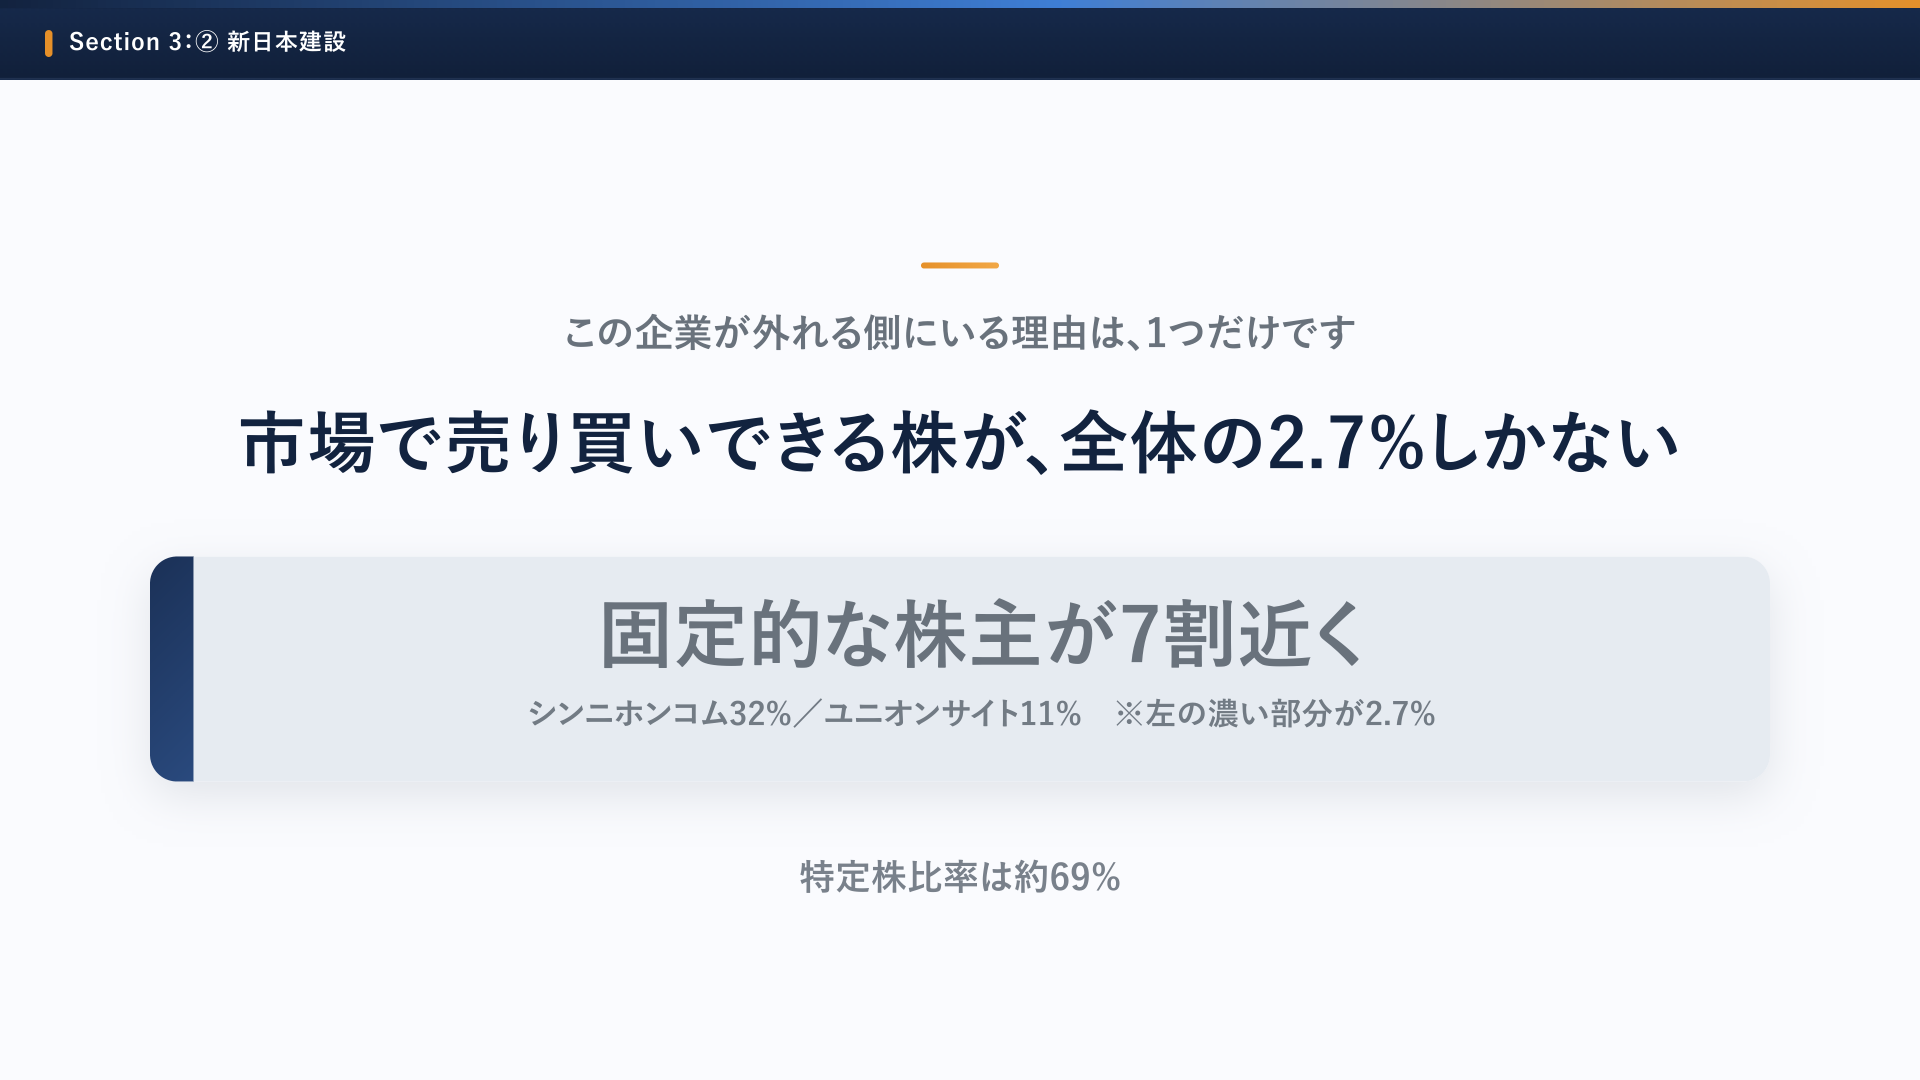 Section 3：② 新日本建設
この企業が外れる側にいる理由は、1つだけです
市場で売り買いできる株が、全体の2.7%しかない
固定的な株主が7割近く
シンニホンコム32%／ユニオンサイト11%　※左の濃い部分が2.7%
特定株比率は約69%